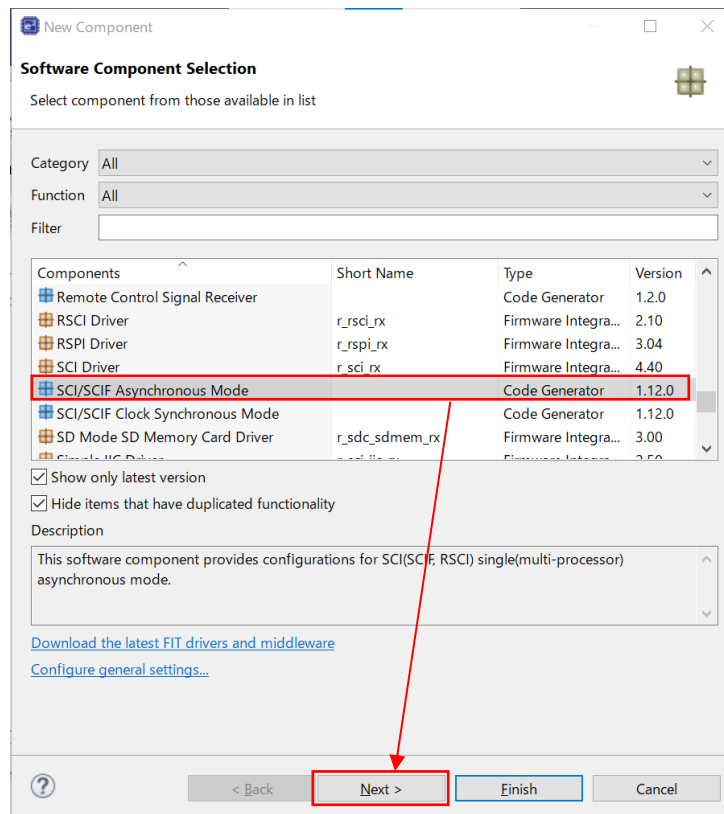 New Component
Software Component Selection
Select component from those available in list
Category All
Function All
Filter
Components Short Name Type Version
Remote Control Signal Receiver Code Generator 1.2.0
RSCI Driver r_rsci_rx Firmware Integra... 2.10
RSPI Driver r_rspi_rx Firmware Integra... 3.04
SCI Driver r_sci_rx Firmware Integra... 4.40
SCI/SCIF Asynchronous Mode Code Generator 1.12.0
SCI/SCIF Clock Synchronous Mode Code Generator 1.12.0
SD Mode SD Memory Card Driver r_sdc_sdmem_rx Firmware Integra... 3.00
Show only latest version
Hide items that have duplicated functionality
Description
This software component provides configurations for SCI(SCIF, RSCI) single(multi-processor)
asynchronous mode.
Download the latest FIT drivers and middleware
Configure general settings...
? < Back Next > Finish Cancel